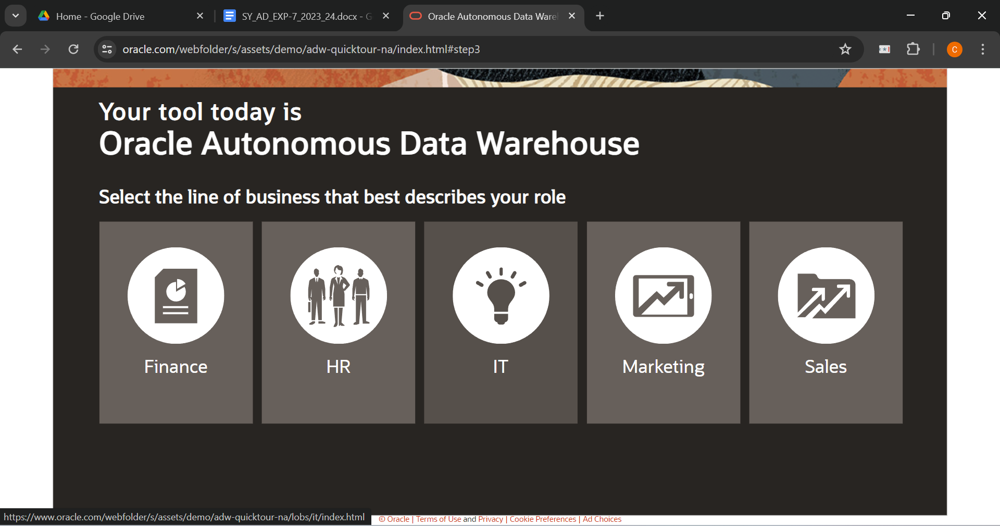 Home - Google Drive
SY_AD_EXP-7_2023_24.docx - G
Oracle Autonomous Data Ware
oracle.com/webfolder/s/assets/demo/adw-quicktour-na/index.html#step3
C
Your tool today is
Oracle Autonomous Data Warehouse
Select the line of business that best describes your role
Finance
HR
IT
Marketing
Sales
https://www.oracle.com/webfolder/s/assets/demo/adw-quicktour-na/lobs/it/index.html
© Oracle | Terms of Use and Privacy | Cookie Preferences | Ad Choices